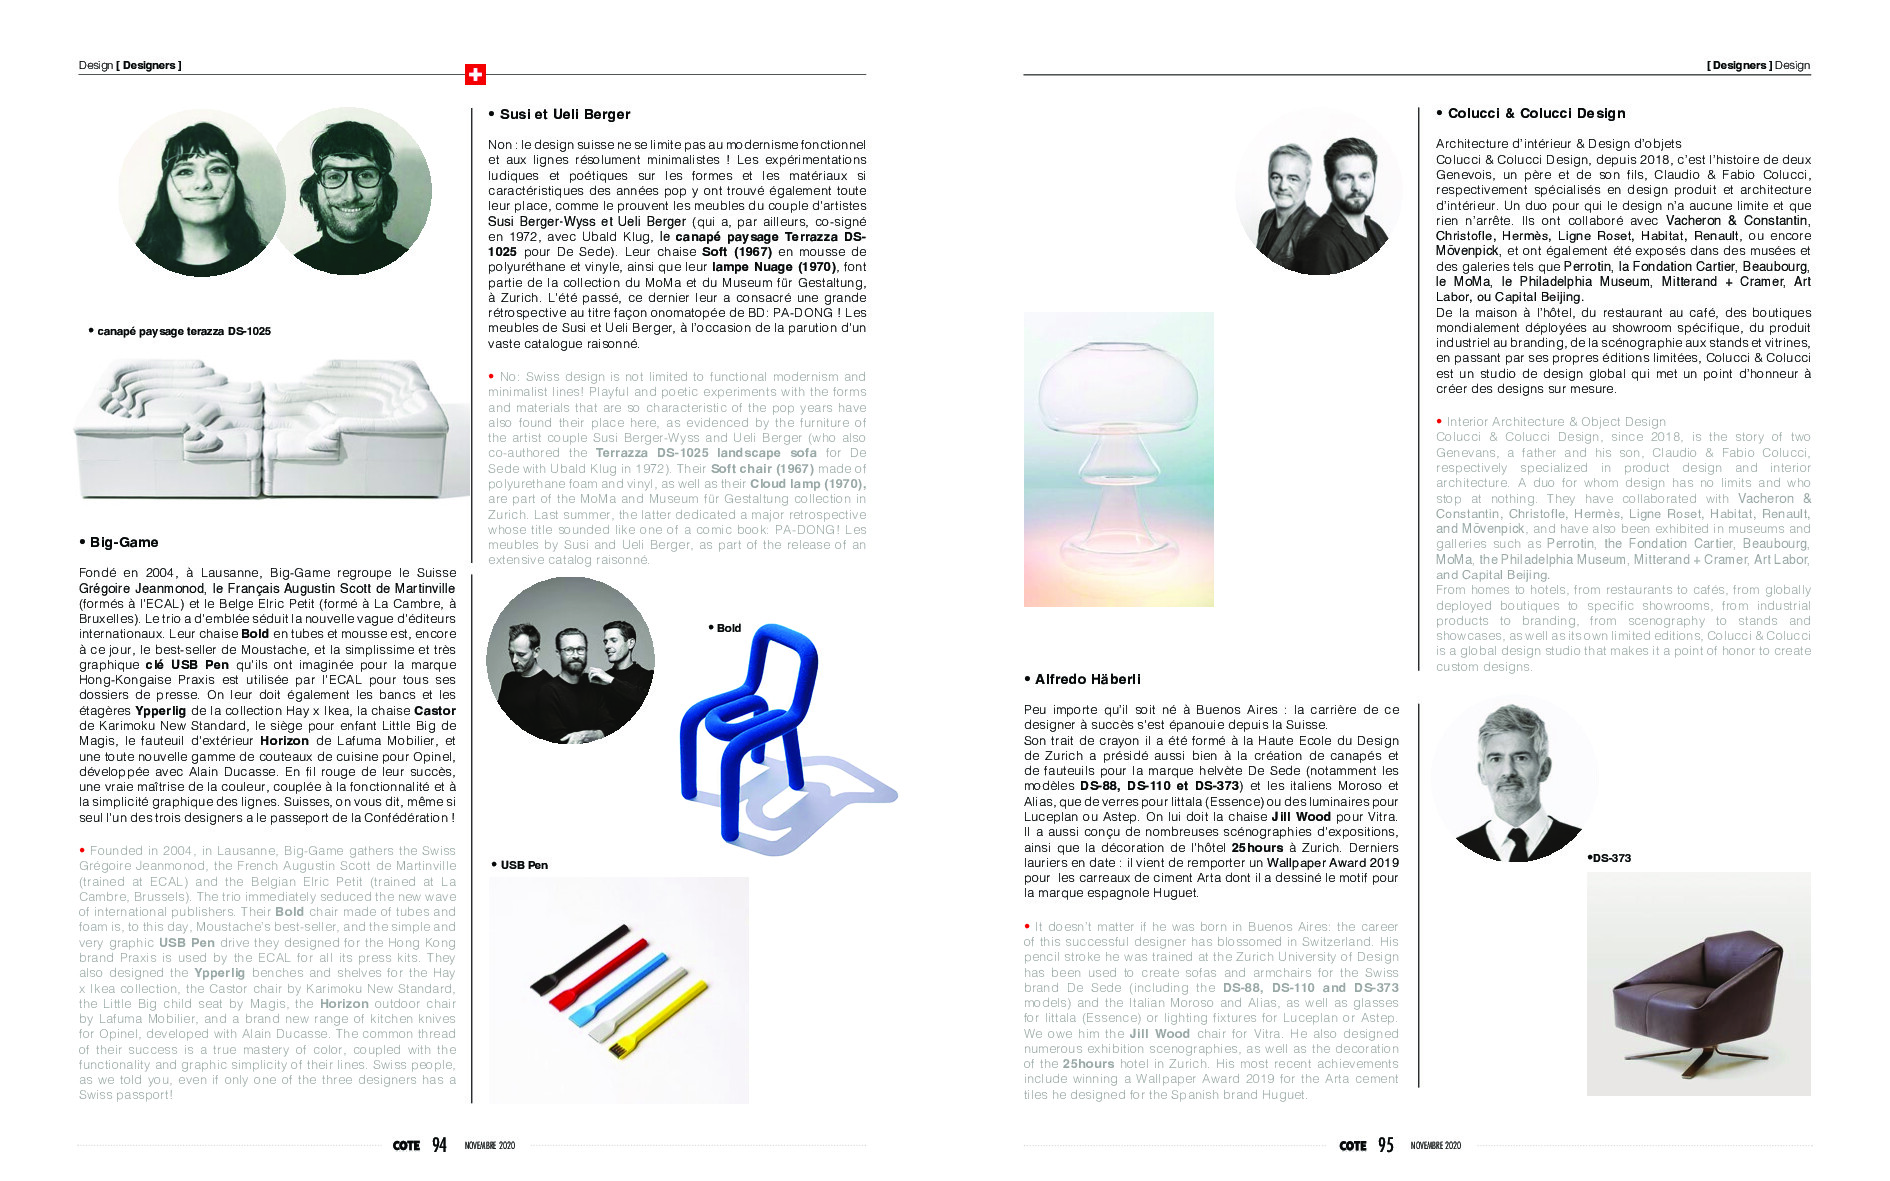 Design [ Designers ]
• canapé paysage terazza DS-1025
• Big-Game
Fondé en 2004, à Lausanne, Big-Game regroupe le Suisse
Grégoire Jeanmonod, le Français Augustin Scott de Martinville
(formés à l'ECAL) et le Belge Elric Petit (formé à La Cambre, à
Bruxelles). Le trio a d'emblée séduit la nouvelle vague d'éditeurs
internationaux. Leur chaise Bold en tubes et mousse est, encore
à ce jour, le best-seller de Moustache, et la simplissime et très
graphique clé USB Pen qu'ils ont imaginée pour la marque
Hong-Kongaise Praxis est utilisée par l'ECAL pour tous ses
dossiers de presse. On leur doit également les bancs et les
étagères Ypperlig de la collection Hay x Ikea, la chaise Castor
de Karimoku New Standard, le siège pour enfant Little Big de
Magis, le fauteuil d'extérieur Horizon de Lafuma Mobilier, et
une toute nouvelle gamme de couteaux de cuisine pour Opinel,
développée avec Alain Ducasse. En fil rouge de leur succès,
une vraie maîtrise de la couleur, couplée à la fonctionnalité et à
la simplicité graphique des lignes. Suisses, on vous dit, même si
seul l'un des trois designers a le passeport de la Confédération !
• Founded in 2004, in Lausanne, Big-Game gathers the Swiss
Grégoire Jeanmonod, the French Augustin Scott de Martinville
(trained at ECAL) and the Belgian Elric Petit (trained at La
Cambre, Brussels). The trio immediately seduced the new wave
of international publishers. Their Bold chair made of tubes and
foam is, to this day, Moustache's best-seller, and the simple and
very graphic USB Pen drive they designed for the Hong Kong
brand Praxis is used by the ECAL for all its press kits. They
also designed the Ypperlig benches and shelves for the Hay
x Ikea collection, the Castor chair by Karimoku New Standard,
the Little Big child seat by Magis, the Horizon outdoor chair
by Lafuma Mobilier, and a brand new range of kitchen knives
for Opinel, developed with Alain Ducasse. The common thread
of their success is a true mastery of color, coupled with the
functionality and graphic simplicity of their lines. Swiss people,
as we told you, even if only one of the three designers has a
Swiss passport!
• Susi et Ueli Berger
Non : le design suisse ne se limite pas au modernisme fonctionnel
et aux lignes résolument minimalistes ! Les expérimentations
ludiques et poétiques sur les formes et les matériaux si
caractéristiques des années pop y ont trouvé également toute
leur place, comme le prouvent les meubles du couple d'artistes
Susi Berger-Wyss et Ueli Berger (qui a, par ailleurs, co-signé
en 1972, avec Ubald Klug, le canapé paysage Terrazza DS-
1025 pour De Sede). Leur chaise Soft (1967) en mousse de
polyuréthane et vinyle, ainsi que leur lampe Nuage (1970), font
partie de la collection du MoMa et du Museum für Gestaltung,
à Zurich. L'été passé, ce dernier leur a consacré une grande
rétrospective au titre façon onomatopée de BD: PA-DONG ! Les
meubles de Susi et Ueli Berger, à l'occasion de la parution d'un
vaste catalogue raisonné.
• No: Swiss design is not limited to functional modernism and
minimalist lines! Playful and poetic experiments with the forms
and materials that are so characteristic of the pop years have
also found their place here, as evidenced by the furniture of
the artist couple Susi Berger-Wyss and Ueli Berger (who also
co-authored the Terrazza DS-1025 landscape sofa for De
Sede with Ubald Klug in 1972). Their Soft chair (1967) made of
polyurethane foam and vinyl, as well as their Cloud lamp (1970),
are part of the MoMa and Museum für Gestaltung collection in
Zurich. Last summer, the latter dedicated a major retrospective
whose title sounded like one of a comic book: PA-DONG! Les
meubles by Susi and Ueli Berger, as part of the release of an
extensive catalog raisonné.
• Bold
• USB Pen
COTE 94 NOVEMBRE 2020
[ Designers ] Design
• Colucci & Colucci Design
Architecture d'intérieur & Design d'objets
Colucci & Colucci Design, depuis 2018, c'est l'histoire de deux
Genevois, un père et de son fils, Claudio & Fabio Colucci,
respectivement spécialisés en design produit et architecture
d'intérieur. Un duo pour qui le design n'a aucune limite et que
rien n'arrête. Ils ont collaboré avec Vacheron & Constantin,
Christofle, Hermès, Ligne Roset, Habitat, Renault, ou encore
Mövenpick, et ont également été exposés dans des musées et
des galeries tels que Perrotin, la Fondation Cartier, Beaubourg,
le MoMa, le Philadelphia Museum, Mitterand + Cramer, Art
Labor, ou Capital Beijing.
De la maison à l'hôtel, du restaurant au café, des boutiques
mondialement déployées au showroom spécifique, du produit
industriel au branding, de la scénographie aux stands et vitrines,
en passant par ses propres éditions limitées, Colucci & Colucci
est un studio de design global qui met un point d'honneur à
créer des designs sur mesure.
• Interior Architecture & Object Design
Colucci & Colucci Design, since 2018, is the story of two
Genevans, a father and his son, Claudio & Fabio Colucci,
respectively specialized in product design and interior
architecture. A duo for whom design has no limits and who
stop at nothing. They have collaborated with Vacheron &
Constantin, Christofle, Hermès, Ligne Roset, Habitat, Renault,
and Mövenpick, and have also been exhibited in museums and
galleries such as Perrotin, the Fondation Cartier, Beaubourg,
MoMa, the Philadelphia Museum, Mitterand + Cramer, Art Labor,
and Capital Beijing.
From homes to hotels, from restaurants to cafés, from globally
deployed boutiques to specific showrooms, from industrial
products to branding, from scenography to stands and
showcases, as well as its own limited editions, Colucci & Colucci
is a global design studio that makes it a point of honor to create
custom designs.
• Alfredo Häberli
Peu importe qu'il soit né à Buenos Aires : la carrière de ce
designer à succès s'est épanouie depuis la Suisse.
Son trait de crayon il a été formé à la Haute Ecole du Design
de Zurich a présidé aussi bien à la création de canapés et
de fauteuils pour la marque helvète De Sede (notamment les
modèles DS-88, DS-110 et DS-373) et les italiens Moroso et
Alias, que de verres pour Iittala (Essence) ou des luminaires pour
Luceplan ou Astep. On lui doit la chaise Jill Wood pour Vitra.
Il a aussi conçu de nombreuses scénographies d'expositions,
ainsi que la décoration de l'hôtel 25hours à Zurich. Derniers
lauriers en date : il vient de remporter un Wallpaper Award 2019
pour les carreaux de ciment Arta dont il a dessiné le motif pour
la marque espagnole Huguet.
• It doesn't matter if he was born in Buenos Aires: the career
of this successful designer has blossomed in Switzerland. His
pencil stroke he was trained at the Zurich University of Design
has been used to create sofas and armchairs for the Swiss
brand De Sede (including the DS-88, DS-110 and DS-373
models) and the Italian Moroso and Alias, as well as glasses
for Iittala (Essence) or lighting fixtures for Luceplan or Astep.
We owe him the Jill Wood chair for Vitra. He also designed
numerous exhibition scenographies, as well as the decoration
of the 25hours hotel in Zurich. His most recent achievements
include winning a Wallpaper Award 2019 for the Arta cement
tiles he designed for the Spanish brand Huguet.
•DS-373
COTE 95 NOVEMBRE 2020